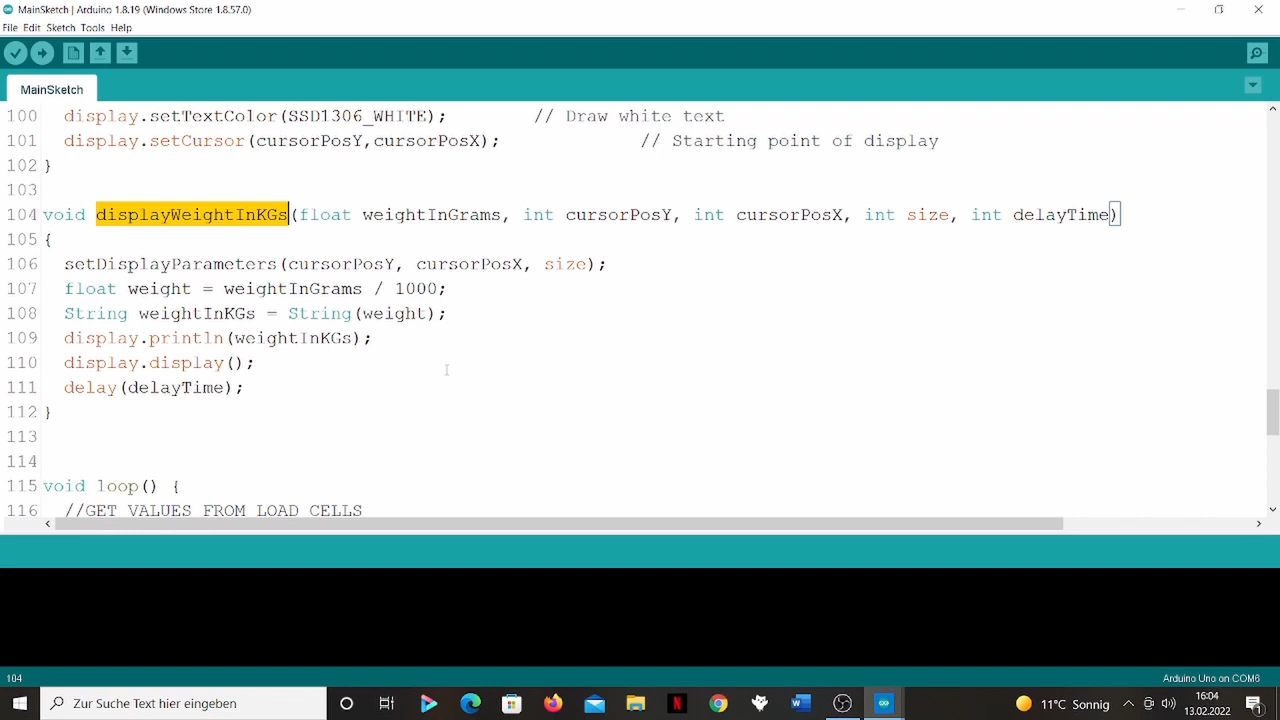 MainSketch | Arduino 1.8.19 (Windows Store 1.8.57.0)
File Edit Sketch Tools Help
MainSketch
100 display.setTextColor(SSD1306_WHITE); // Draw white text
101 display.setCursor(cursorPosY,cursorPosX); // Starting point of display
102 }
103
104 void displayWeightInKGs(float weightInGrams, int cursorPosY, int cursorPosX, int size, int delayTime)
105 {
106 setDisplayParameters(cursorPosY, cursorPosX, size);
107 float weight = weightInGrams / 1000;
108 String weightInKGs = String(weight);
109 display.println(weightInKGs);
110 display.display();
111 delay(delayTime);
112 }
113
114
115 void loop() {
116 //GET VALUES FROM LOAD CELLS
104 Arduino Uno on COM6
Zur Suche Text hier eingeben
11°C Sonnig
16:04
13.02.2022